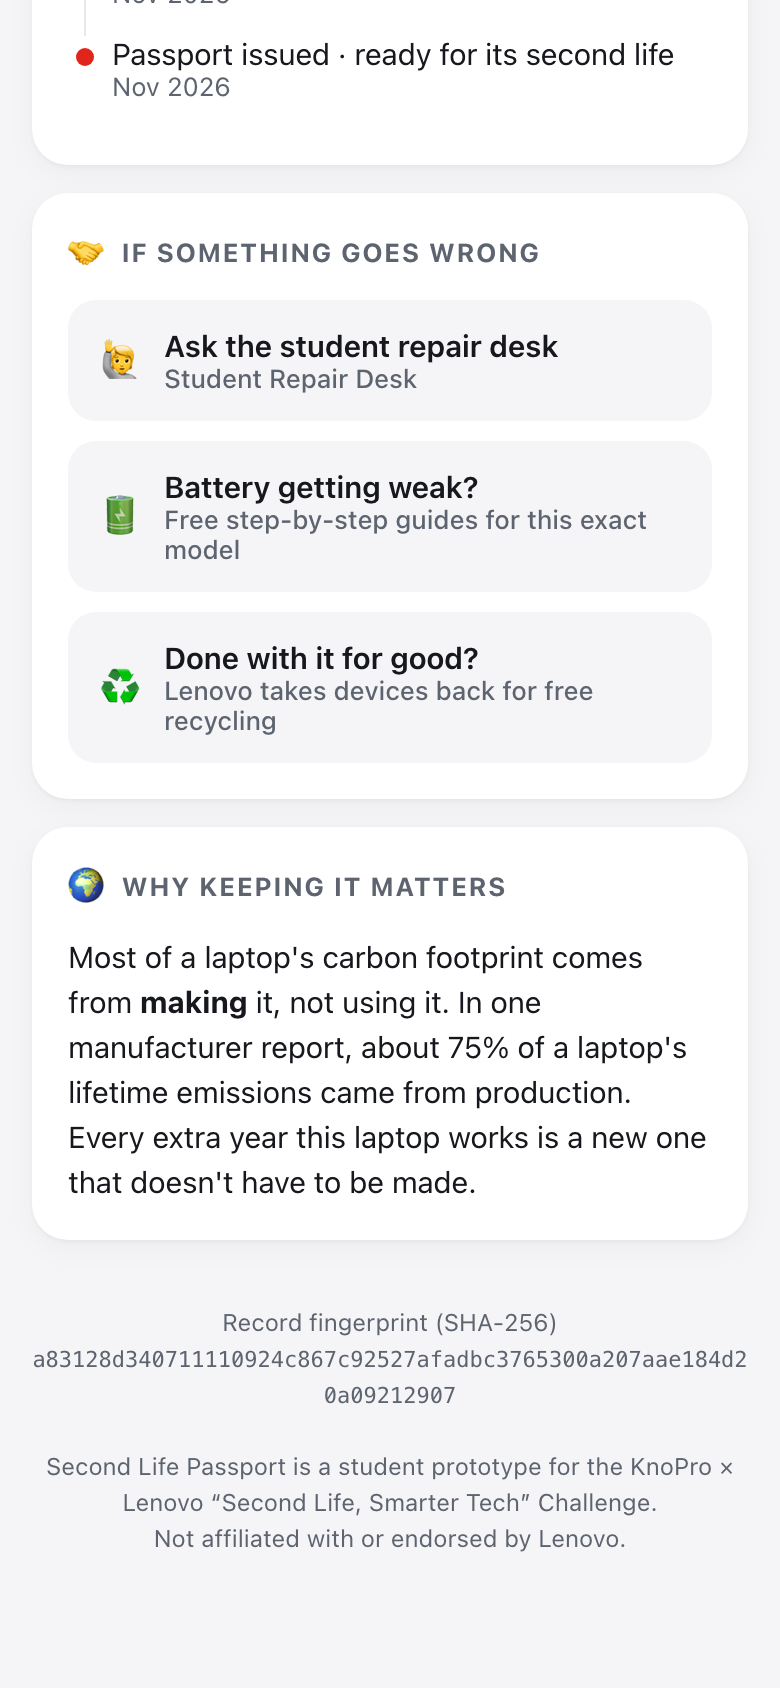 Nov 2026
Passport issued · ready for its second life
Nov 2026
IF SOMETHING GOES WRONG
Ask the student repair desk
Student Repair Desk
Battery getting weak?
Free step-by-step guides for this exact
model
Done with it for good?
Lenovo takes devices back for free
recycling
WHY KEEPING IT MATTERS
Most of a laptop's carbon footprint comes
from making it, not using it. In one
manufacturer report, about 75% of a laptop's
lifetime emissions came from production.
Every extra year this laptop works is a new one
that doesn't have to be made.
Record fingerprint (SHA-256)
a83128d340711110924c867c92527afadbc3765300a207aae184d2
0a09212907
Second Life Passport is a student prototype for the KnoPro ×
Lenovo “Second Life, Smarter Tech” Challenge.
Not affiliated with or endorsed by Lenovo.